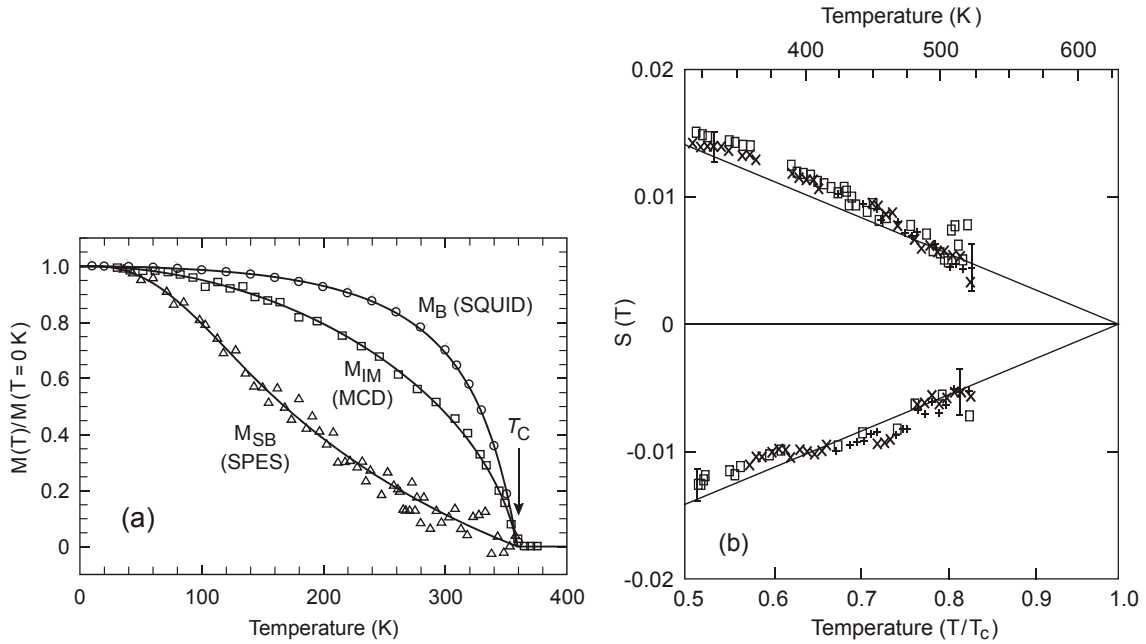 M(T)/M(T = 0 K)
1.0
0.8
0.6
0.4
0.2
0
M_B (SQUID)
M_IM
(MCD)
M_SB
(SPES)
T_C
(a)
0
100
200
300
400
Temperature (K)
Temperature (K)
400
500
600
S (T)
0.02
0.01
0
-0.01
-0.02
(b)
0.5
0.6
0.7
0.8
0.9
1.0
Temperature (T/T_c)